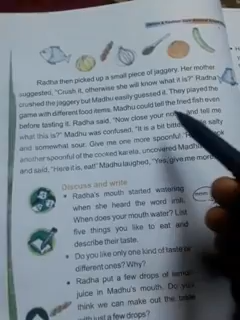 Radha then picked up a small piece of jaggery. Her mother
suggested, "Crush it, otherwise she will know what it is?" Radha
crushed the jaggery but Madhu easily guessed it. They played the
game with different food items. Madhu could tell the fried fish even
before tasting it. Radha said, "Now close your nose and tell me
what this is?" Madhu was confused, "It is a bit bitter, salty
and somewhat sour. Give me one more spoonful."
another spoonful of the cooked karela, uncovered Madhu's
and said, "Here it is, eat!" Madhu laughed, "Yes, give me more
Discuss and write
Radha's mouth started watering
when she heard the word imli.
When does your mouth water? List
five things you like to eat and
describe their taste.
Do you like only one kind of taste or
different ones? Why?
Radha put a few drops of lemon
juice in Madhu's mouth. Do you
think we can make out the taste
with just a few drops?